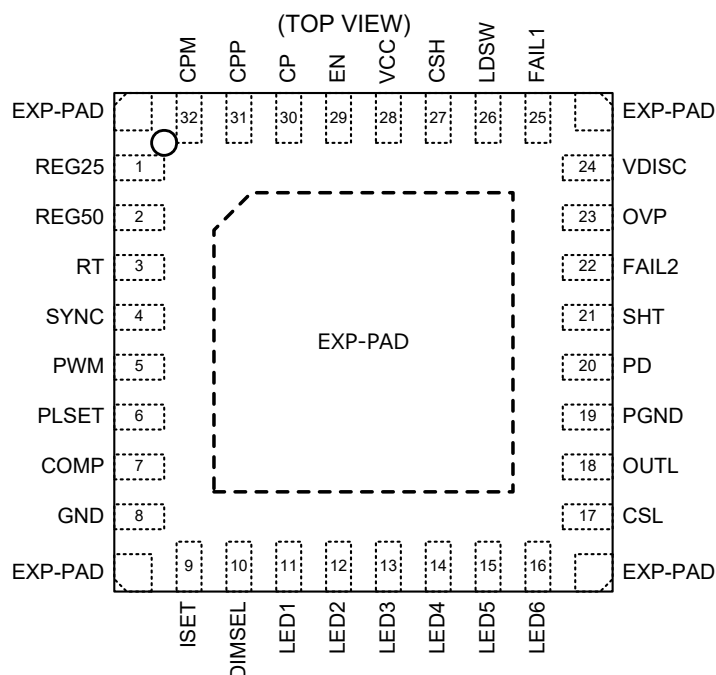 (TOP VIEW)
CPM
CPP
CP
EN
VCC
CSH
LDSW
FAIL1
EXP-PAD
32
31
30
29
28
27
26
25
EXP-PAD
REG25
1
24
VDISC
REG50
2
23
OVP
RT
3
22
FAIL2
SYNC
4
21
SHT
EXP-PAD
PWM
5
20
PD
PLSET
6
19
PGND
COMP
7
18
OUTL
GND
8
17
CSL
EXP-PAD
9
10
11
12
13
14
15
16
EXP-PAD
ISET
DIMSEL
LED1
LED2
LED3
LED4
LED5
LED6